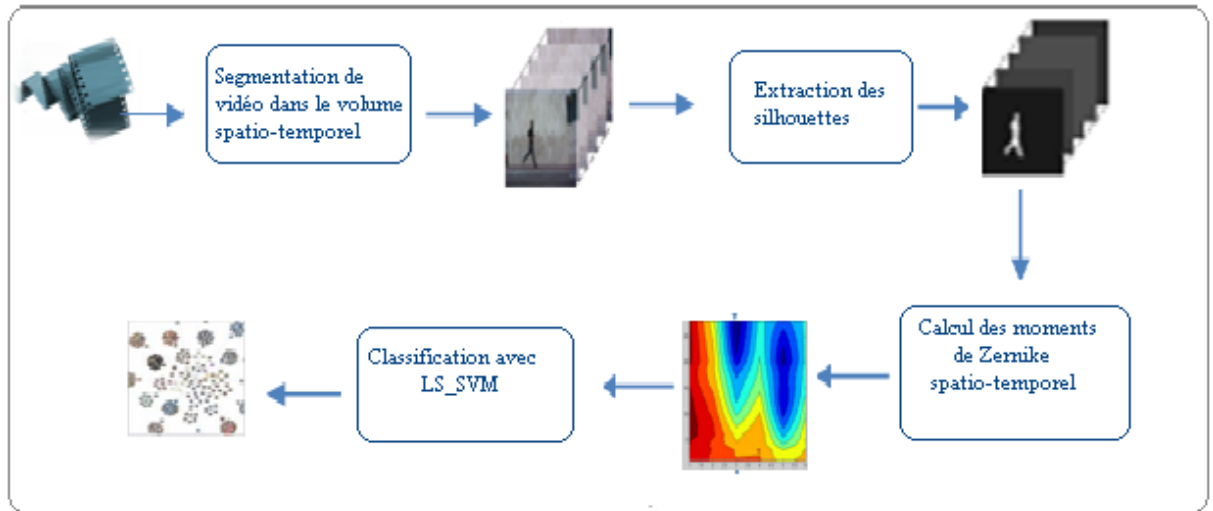 Segmentation de
vidéo dans le volume
spatio-temporel
Extraction des
silhouettes
Calcul des moments
de Zernike
spatio-temporel
Classification avec
LS_SVM